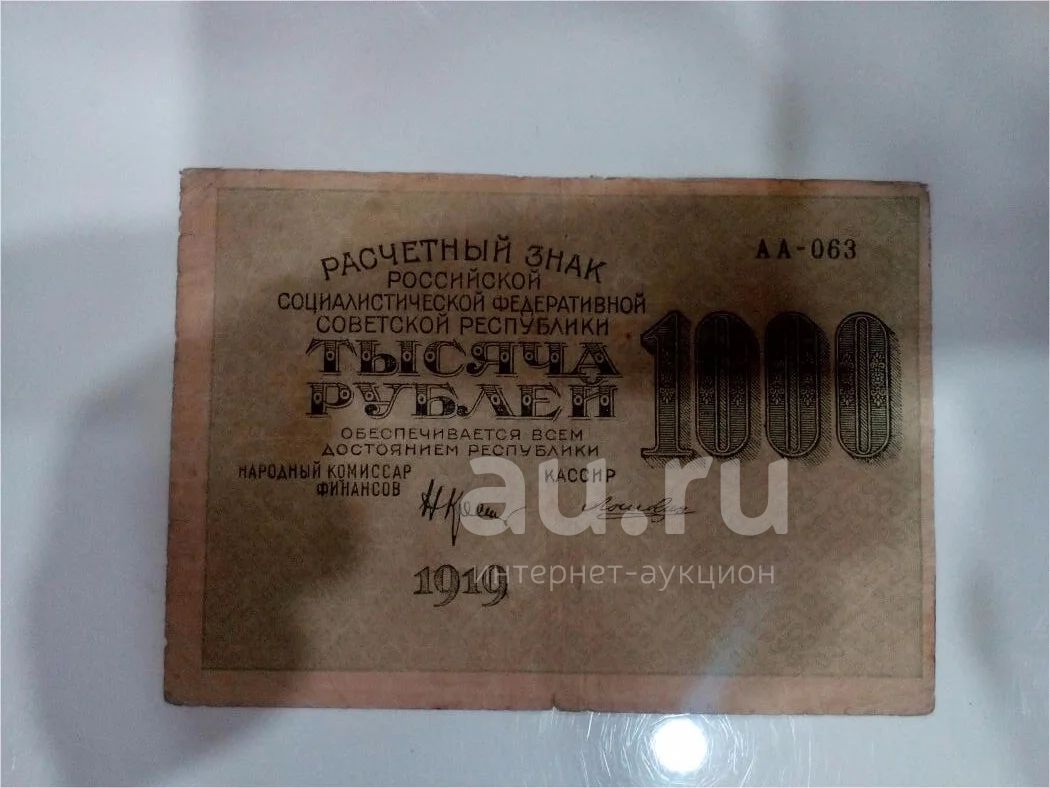 РАСЧЕТНЫЙ ЗНАК
РОССИЙСКОЙ
СОЦИАЛИСТИЧЕСКОЙ ФЕДЕРАТИВНОЙ
СОВЕТСКОЙ РЕСПУБЛИКИ
ТЫСЯЧА
РУБЛЕЙ
ОБЕСПЕЧИВАЕТСЯ ВСЕМ
ДОСТОЯНИЕМ РЕСПУБЛИКИ
НАРОДНЫЙ КОМИССАР
ФИНАНСОВ
КАССИР
1919
АА-063
1000
au.ru
интернет-аукцион